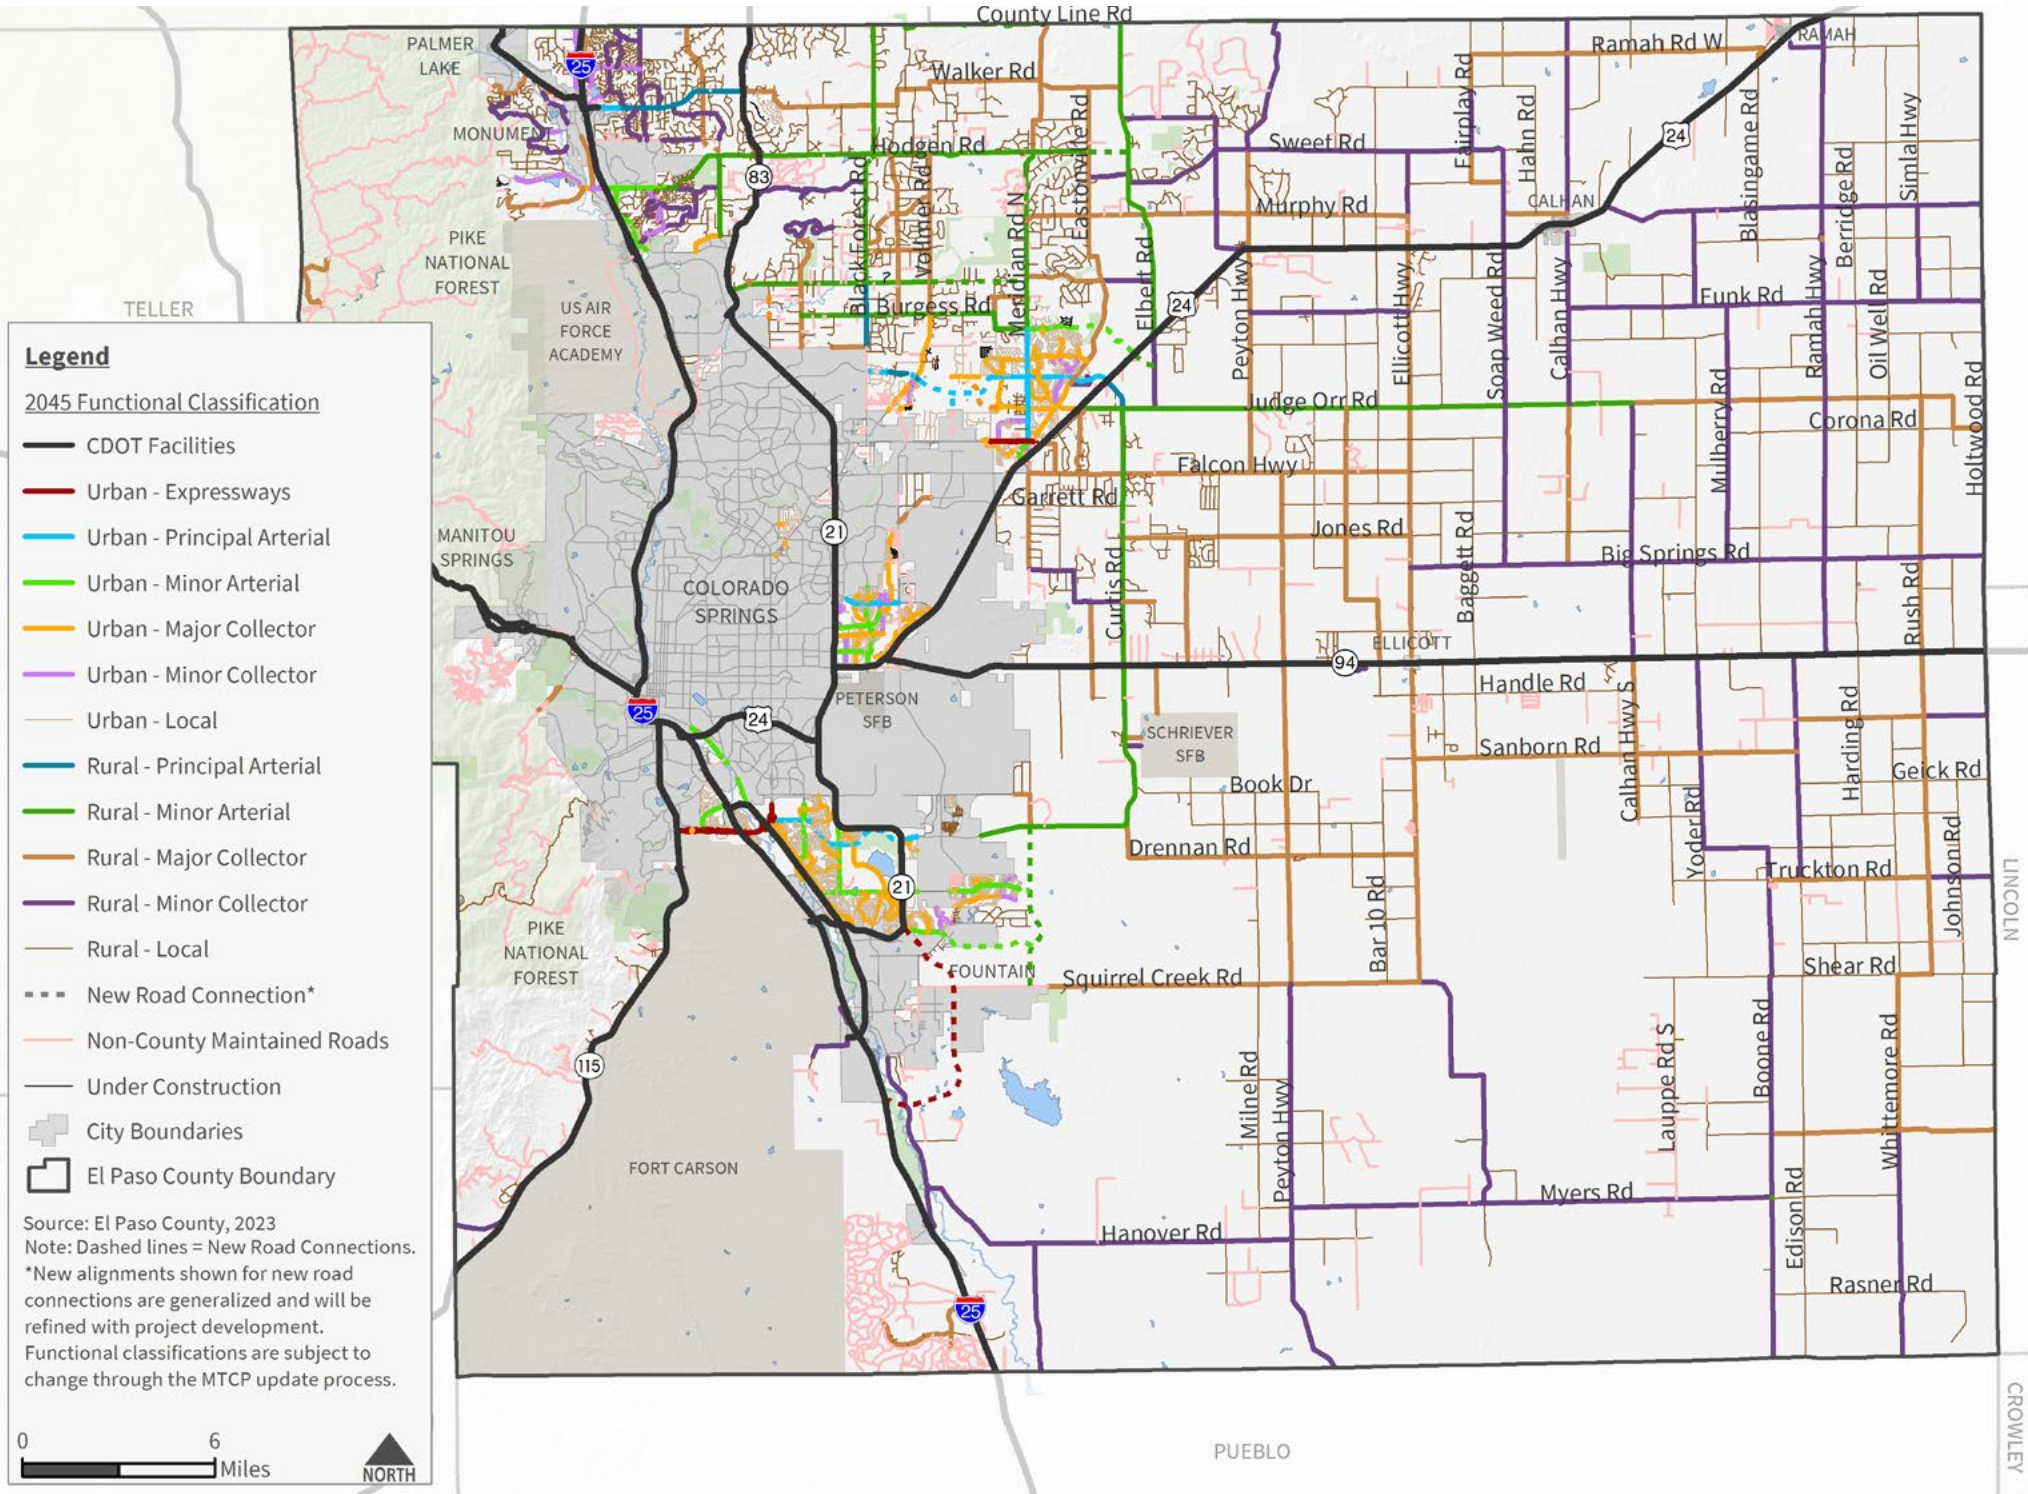 County Line Rd
PALMER
LAKE
25
Walker Rd
Ramah Rd W
RAMAH
MONUMENT
83
Hodgen Rd
Black Forest Rd
Vollmer Rd
Meridian Rd N
Eastonville Rd
Elbert Rd
Sweet Rd
Murphy Rd
Fairplay Rd
Hahn Rd
CALHAN
24
Blasingame Rd
Berridge Rd
Simla Hwy
PIKE
NATIONAL
FOREST
US AIR
FORCE
ACADEMY
Burgess Rd
24
Peyton Hwy
Ellicott Hwy
Soap Weed Rd
Calhan Hwy
Funk Rd
Ramah Hwy
Oil Well Rd
TELLER
Judge Orr Rd
Mulberry Rd
Corona Rd
Holtwood Rd
Falcon Hwy
Garrett Rd
MANITOU
SPRINGS
21
Jones Rd
Baggett Rd
Big Springs Rd
COLORADO
SPRINGS
Curtis Rd
Rush Rd
ELLICOTT
94
25
24
PETERSON
SFB
SCHRIEVER
SFB
Handle Rd
Calhan Hwy S
Sanborn Rd
Harding Rd
Geick Rd
Book Dr
Yoder Rd
Drennan Rd
Truckton Rd
Johnson Rd
LINCOLN
21
Bar 10 Rd
PIKE
NATIONAL
FOREST
FOUNTAIN
Squirrel Creek Rd
Shear Rd
115
Milne Rd
Peyton Hwy
Lauppe Rd S
Boone Rd
Whittemore Rd
FORT CARSON
Myers Rd
Edison Rd
Hanover Rd
Rasner Rd
25
PUEBLO
CROWLEY
Legend
2045 Functional Classification
CDOT Facilities
Urban - Expressways
Urban - Principal Arterial
Urban - Minor Arterial
Urban - Major Collector
Urban - Minor Collector
Urban - Local
Rural - Principal Arterial
Rural - Minor Arterial
Rural - Major Collector
Rural - Minor Collector
Rural - Local
New Road Connection*
Non-County Maintained Roads
Under Construction
City Boundaries
El Paso County Boundary
Source: El Paso County, 2023
Note: Dashed lines = New Road Connections.
*New alignments shown for new road
connections are generalized and will be
refined with project development.
Functional classifications are subject to
change through the MTCP update process.
0 6
Miles
NORTH